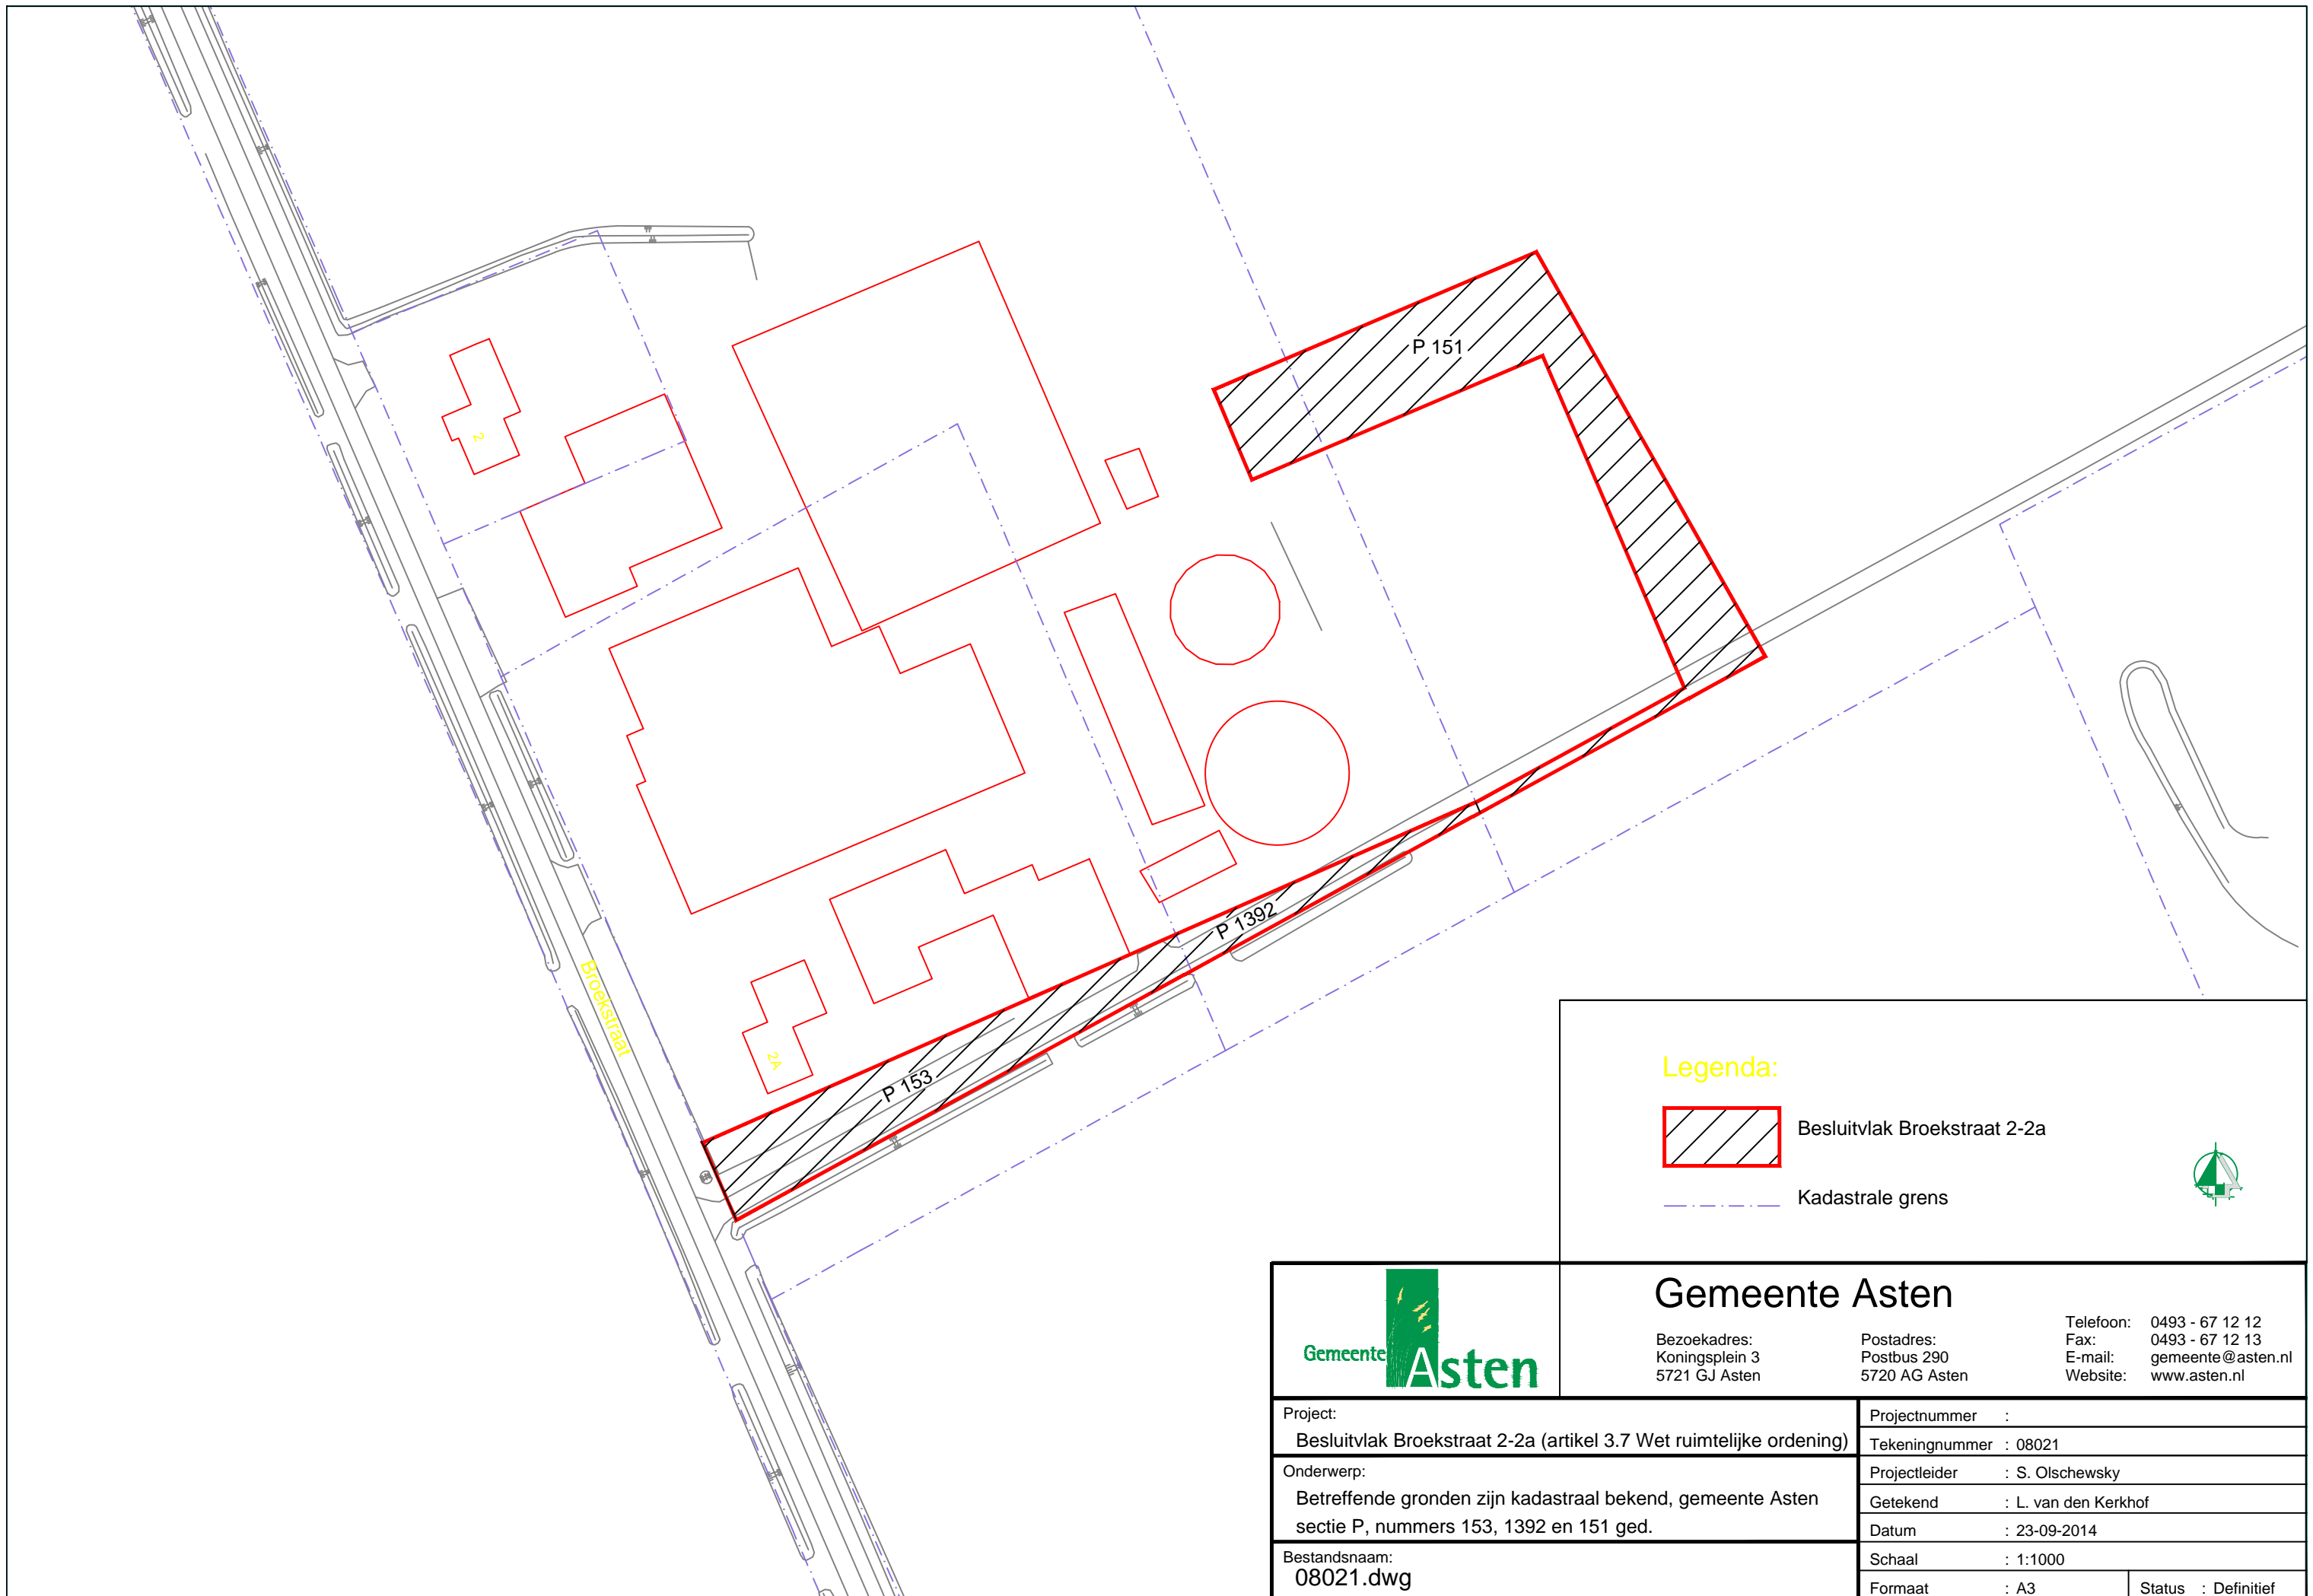 P 151
2
P 1392
Broekstraat
2A
P 153
Legenda:
Besluitvlak Broekstraat 2-2a
Kadastrale grens
Gemeente Asten
Gemeente Asten
Bezoekadres:
Koningsplein 3
5721 GJ Asten
Postadres:
Postbus 290
5720 AG Asten
Telefoon: 0493 - 67 12 12
Fax: 0493 - 67 12 13
E-mail: gemeente@asten.nl
Website: www.asten.nl
Project:
Besluitvlak Broekstraat 2-2a (artikel 3.7 Wet ruimtelijke ordening)
Onderwerp:
Betreffende gronden zijn kadastraal bekend, gemeente Asten
sectie P, nummers 153, 1392 en 151 ged.
Bestandsnaam:
08021.dwg
Projectnummer :
Tekeningnummer : 08021
Projectleider : S. Olschewsky
Getekend : L. van den Kerkhof
Datum : 23-09-2014
Schaal : 1:1000
Formaat : A3 Status : Definitief